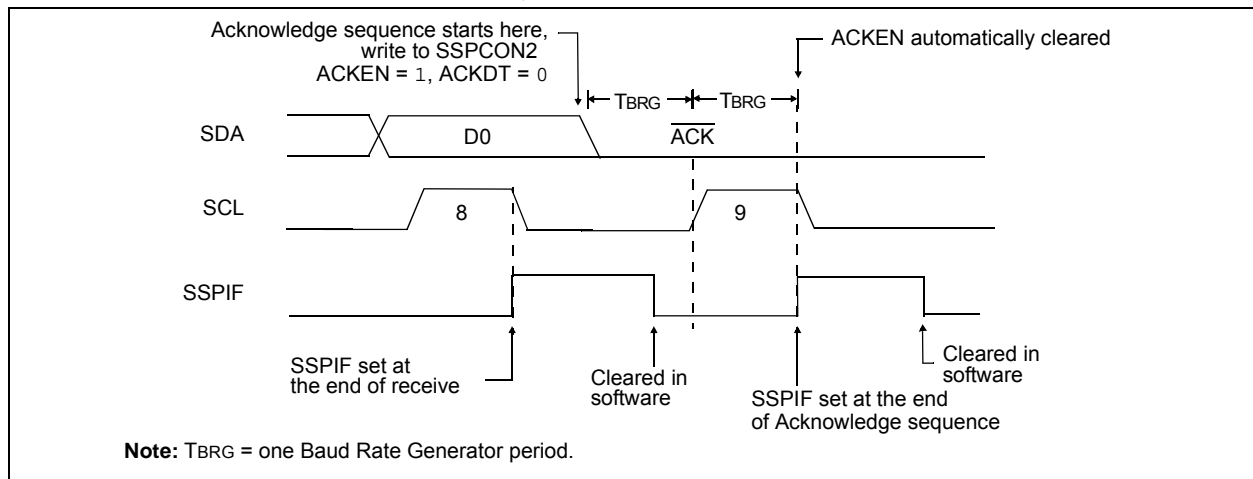 Acknowledge sequence starts here,
write to SSPCON2
ACKEN = 1, ACKDT = 0
ACKEN automatically cleared
TBRG
TBRG
SDA
D0
ACK
SCL
8
9
SSPIF
SSPIF set at
the end of receive
Cleared in
software
SSPIF set at the end
of Acknowledge sequence
Cleared in
software
Note: TBRG = one Baud Rate Generator period.